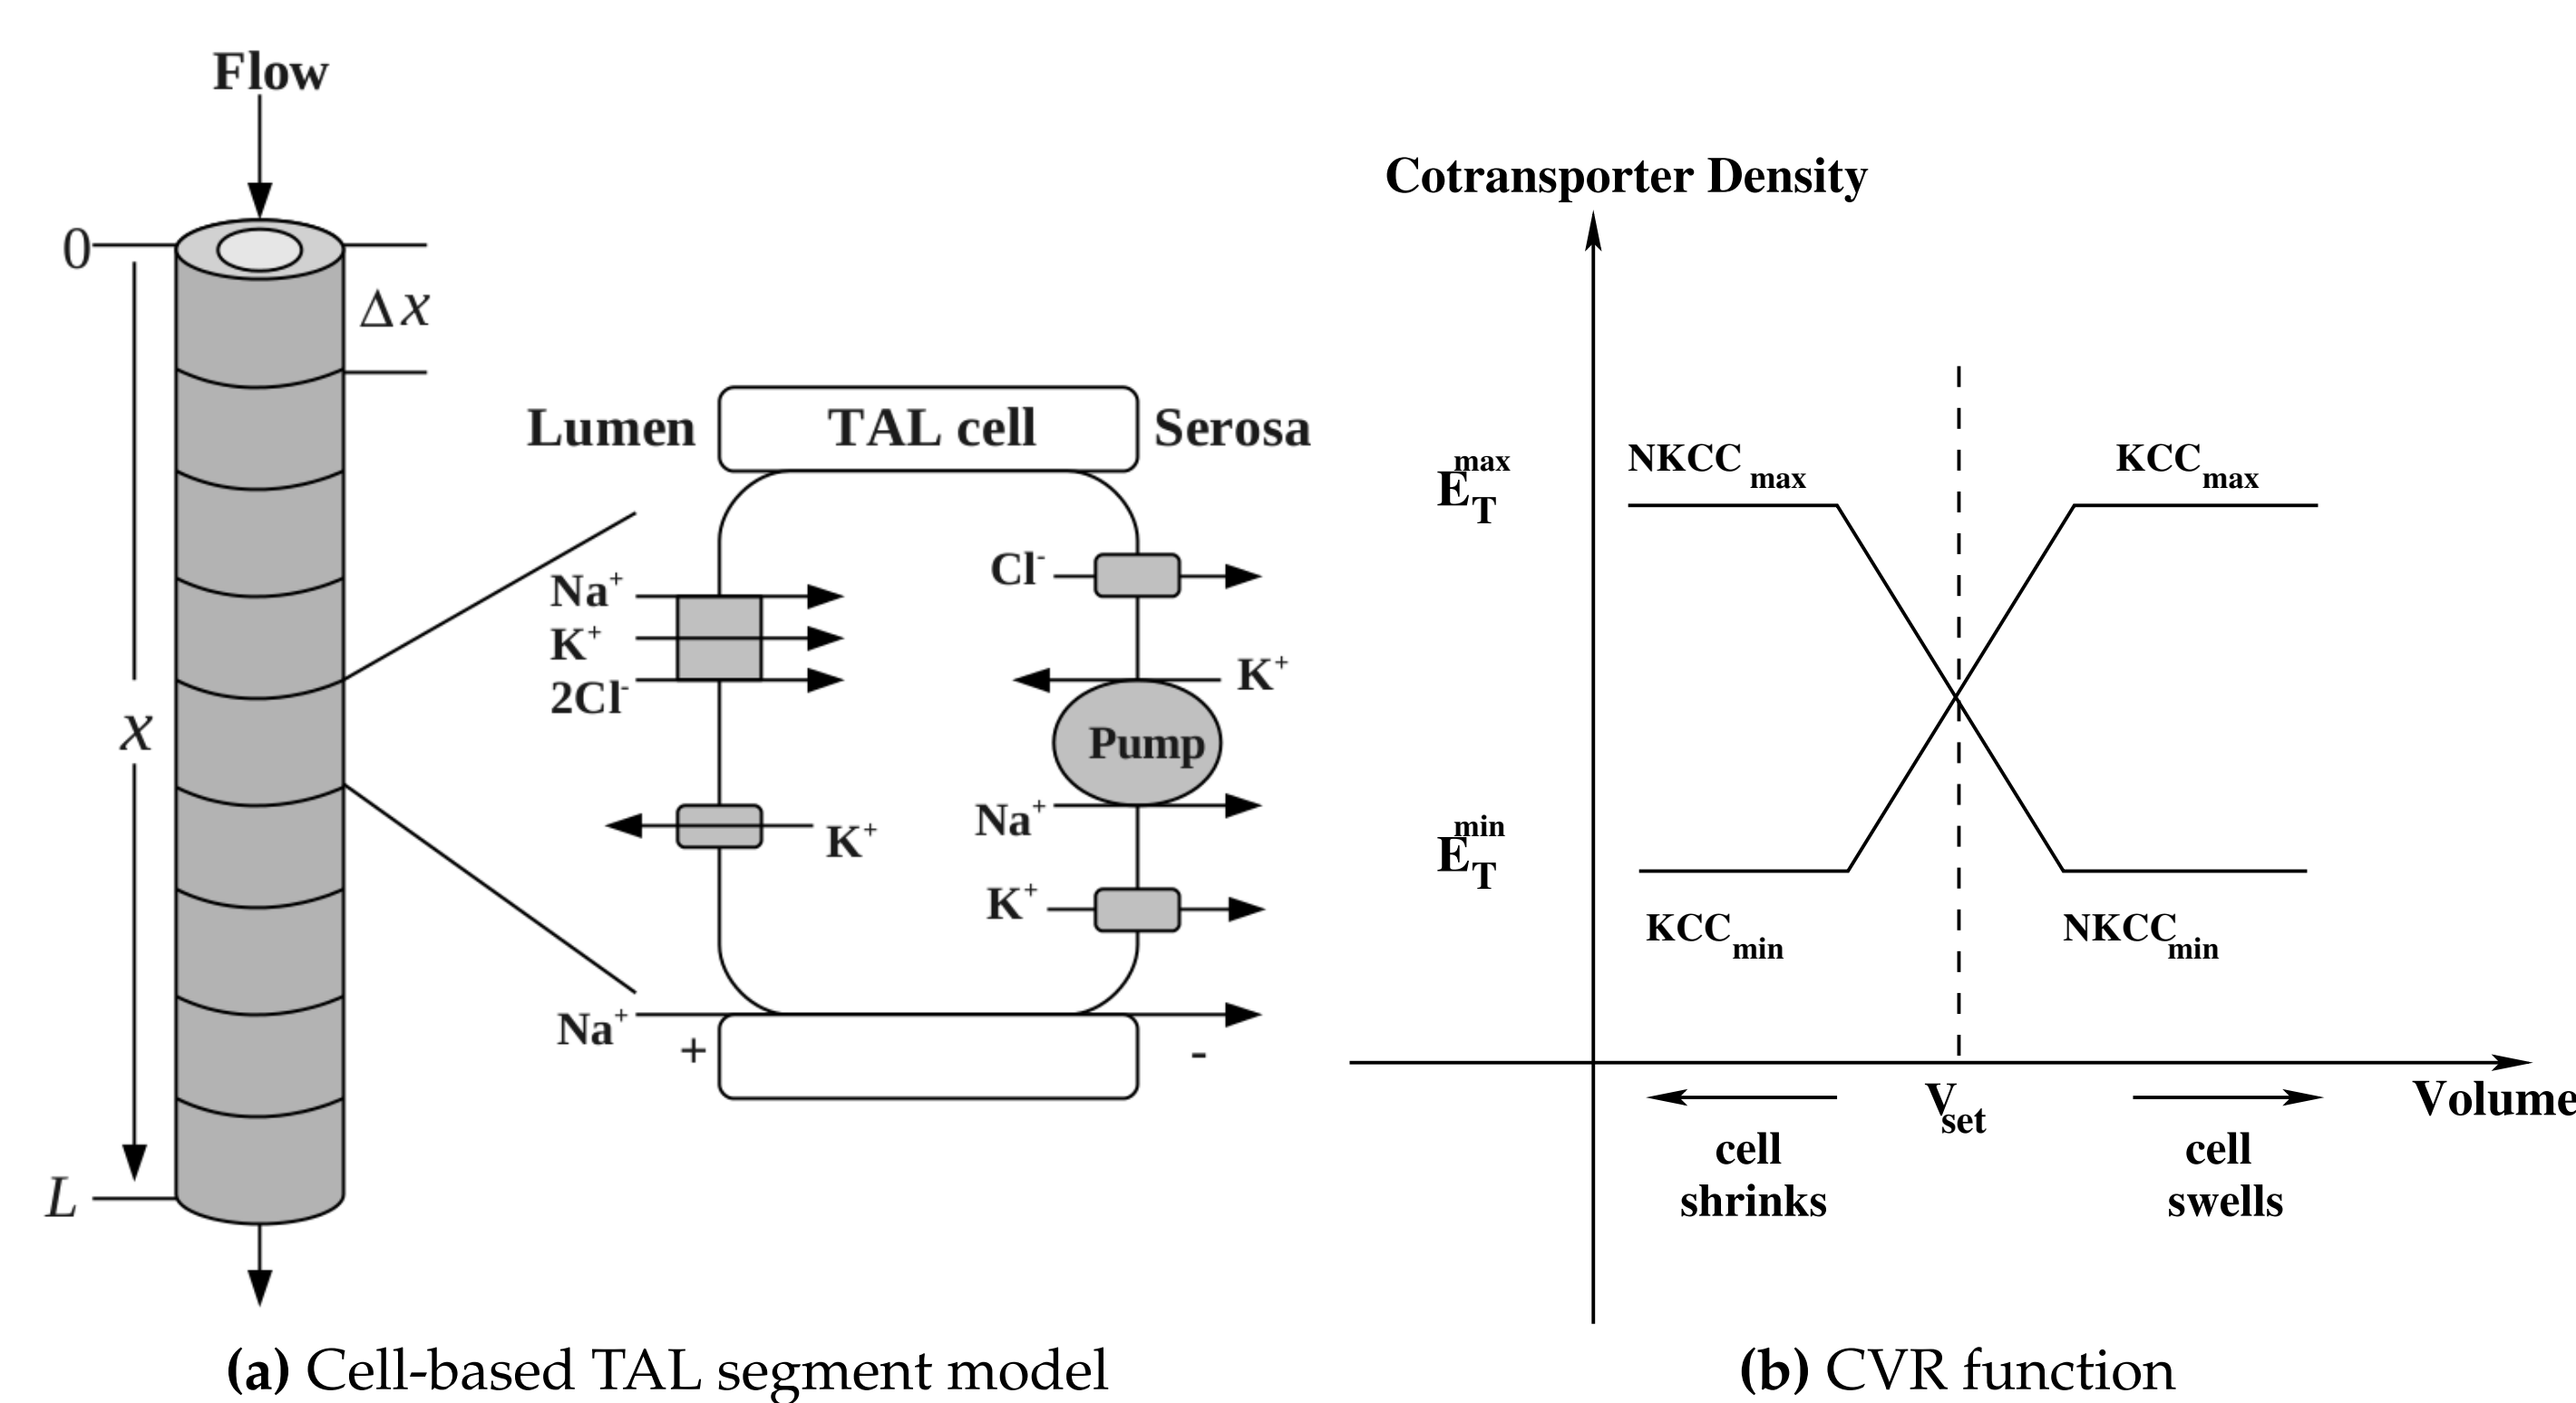 Flow
0
Δx
x
L
Lumen
TAL cell
Serosa
Na⁺
K⁺
2Cl⁻
K⁺
Cl⁻
K⁺
Pump
Na⁺
K⁺
Na⁺
+
-
(a) Cell-based TAL segment model
Cotransporter Density
E_T^max
NKCC_max
KCC_max
E_T^min
KCC_min
NKCC_min
V_set
Volume
cell
shrinks
cell
swells
(b) CVR function